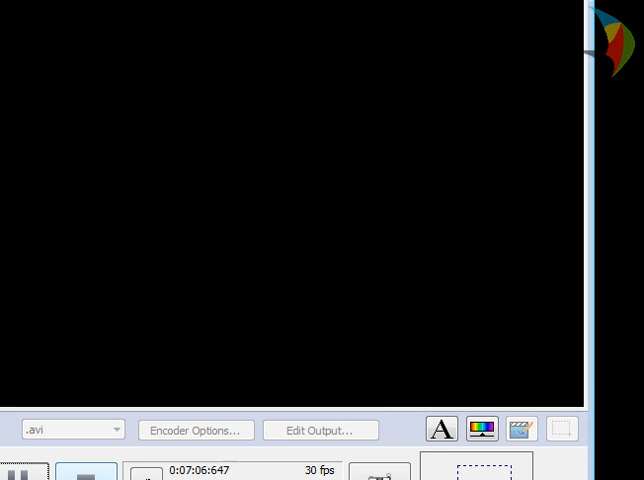 .avi
Encoder Options...
Edit Output...
A
0:07:06:647
30 fps